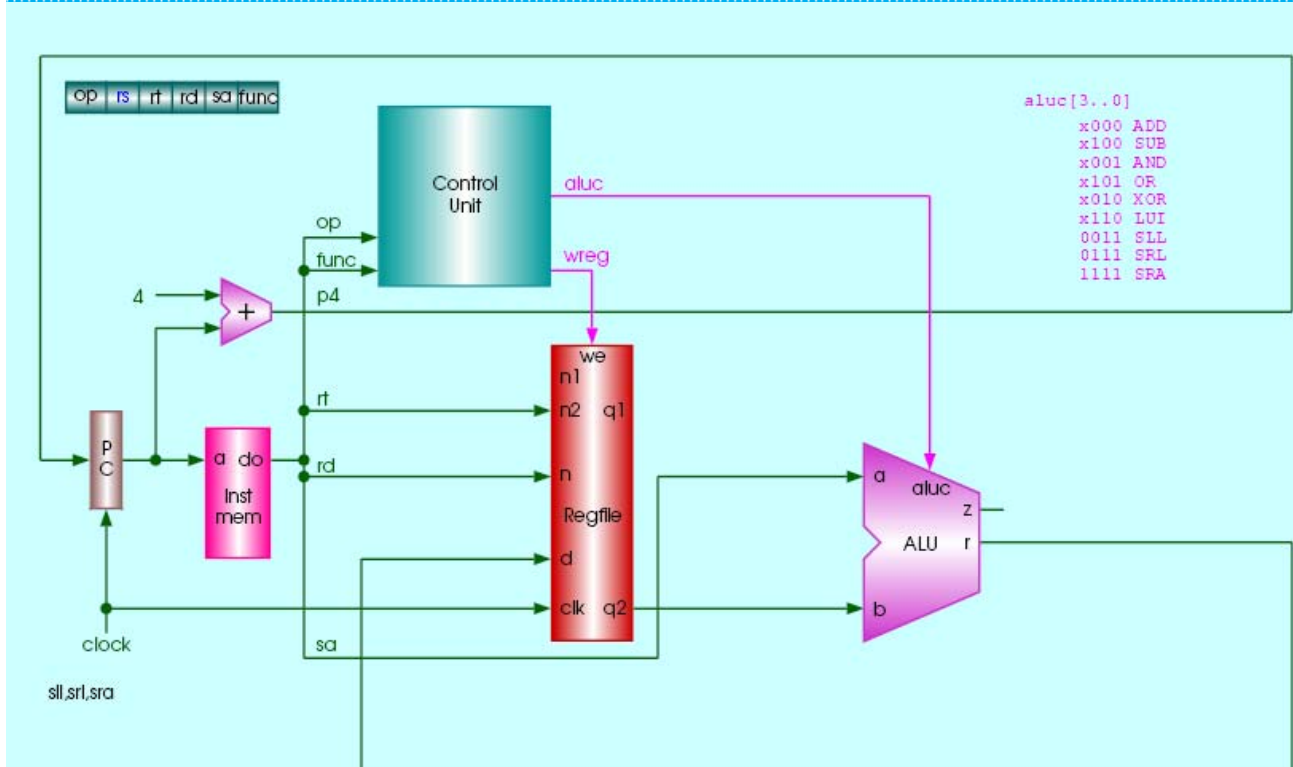 op rs rt rd sa func
aluc[3..0]
x000 ADD
x100 SUB
x001 AND
x101 OR
x010 XOR
x110 LUI
0011 SLL
0111 SRL
1111 SRA
Control
Unit
aluc
op
wreg
func
4
+
p4
we
n1
rt
n2 q1
PC
a do
Inst
mem
rd
n
Regfile
a
aluc
z
ALU r
d
clk q2
b
clock
sa
sll,srl,sra